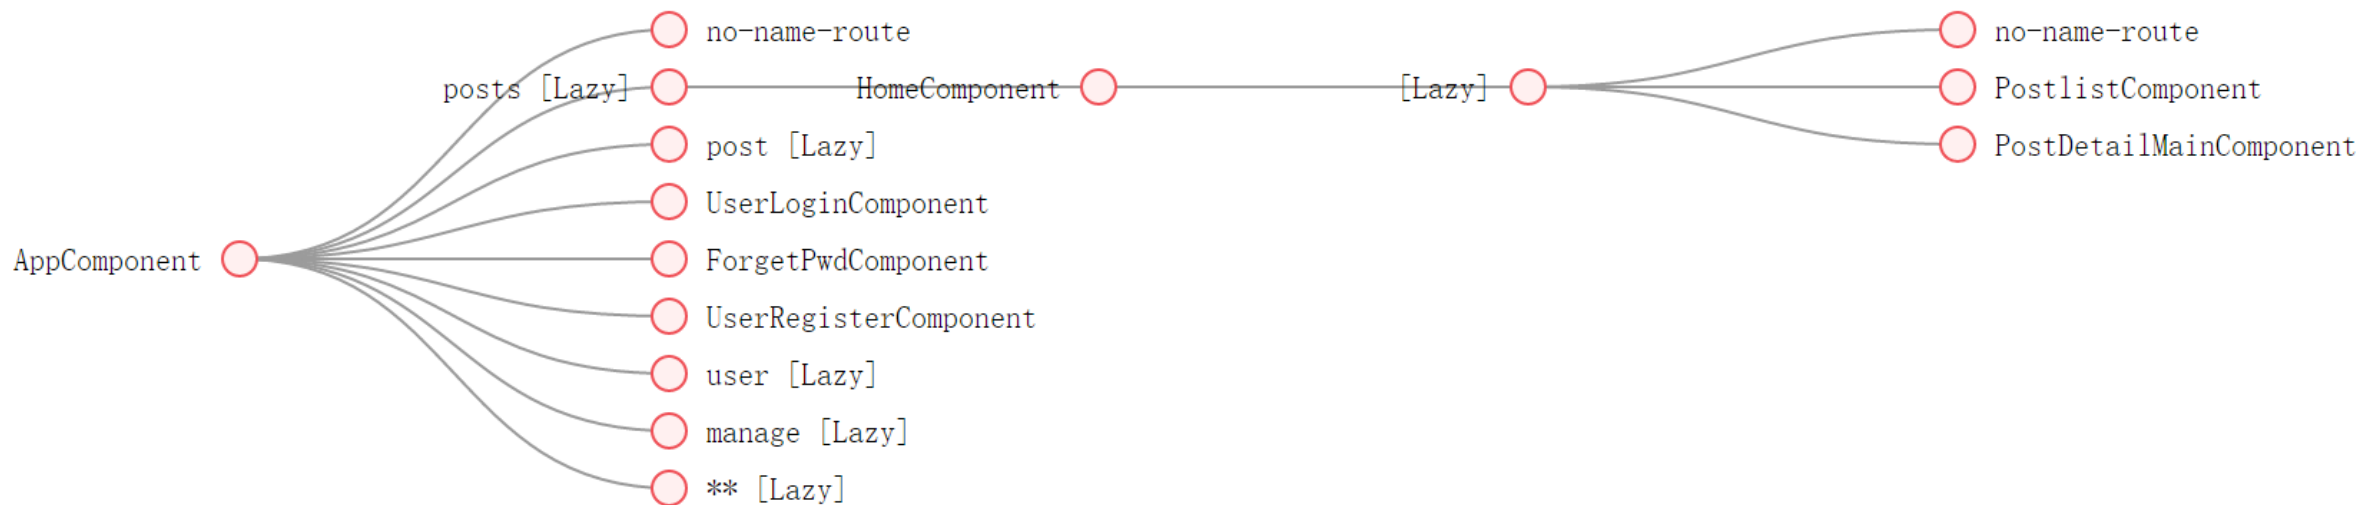 no-name-route
no-name-route
posts [Lazy]
HomeComponent
[Lazy]
PostlistComponent
post [Lazy]
PostDetailMainComponent
UserLoginComponent
AppComponent
ForgetPwdComponent
UserRegisterComponent
user [Lazy]
manage [Lazy]
** [Lazy]